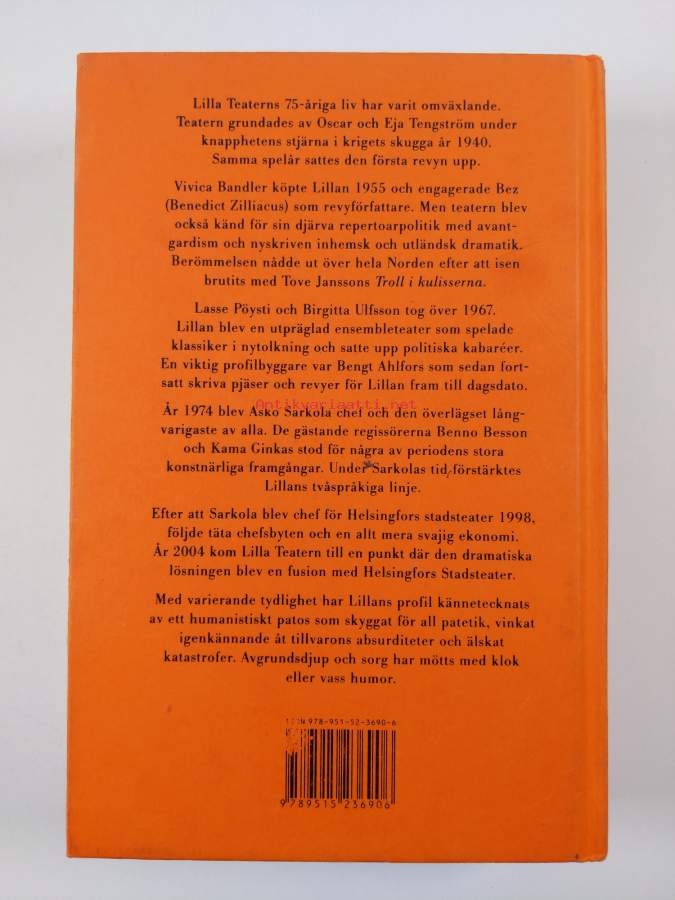 Lilla Teaterns 75-åriga liv har varit omväxlande.
Teatern grundades av Oscar och Eja Tengström under
knapphetens stjärna i krigets skugga år 1940.
Samma spelår sattes den första revyn upp.
Vivica Bandler köpte Lillan 1955 och engagerade Bez
(Benedict Zilliacus) som revyförfattare. Men teatern blev
också känd för sin djärva repertoarpolitik med avant-
gardism och nyskriven inhemsk och utländsk dramatik.
Berömmelsen nådde ut över hela Norden efter att isen
brutits med Tove Janssons Troll i kulisserna.
Lasse Pöysti och Birgitta Ulfsson tog över 1967.
Lillan blev en utpräglad ensembleteater som spelade
klassiker i nytolkning och satte upp politiska kabaréer.
En viktig profilbyggare var Bengt Ahlfors som sedan fort-
satt skriva pjäser och revyer för Lillan fram till dagsdato.
Antikvariaatti.net
År 1974 blev Asko Sarkola chef och den överlägset lång-
varigaste av alla. De gästande regissörerna Benno Besson
och Kama Ginkas stod för några av periodens stora
konstnärliga framgångar. Under Sarkolas tid förstärktes
Lillans tvåspråkiga linje.
Efter att Sarkola blev chef för Helsingfors stadsteater 1998,
följde täta chefsbyten och en allt mera svajig ekonomi.
År 2004 kom Lilla Teatern till en punkt där den dramatiska
lösningen blev en fusion med Helsingfors Stadsteater.
Med varierande tydlighet har Lillans profil kännetecknats
av ett humanistiskt patos som skyggat för all patetik, vinkat
igenkännande åt tillvarons absurditeter och älskat
katastrofer. Avgrundsdjup och sorg har mötts med klok
eller vass humor.
ISBN 978-951-52-3690-6
9 789515 236906